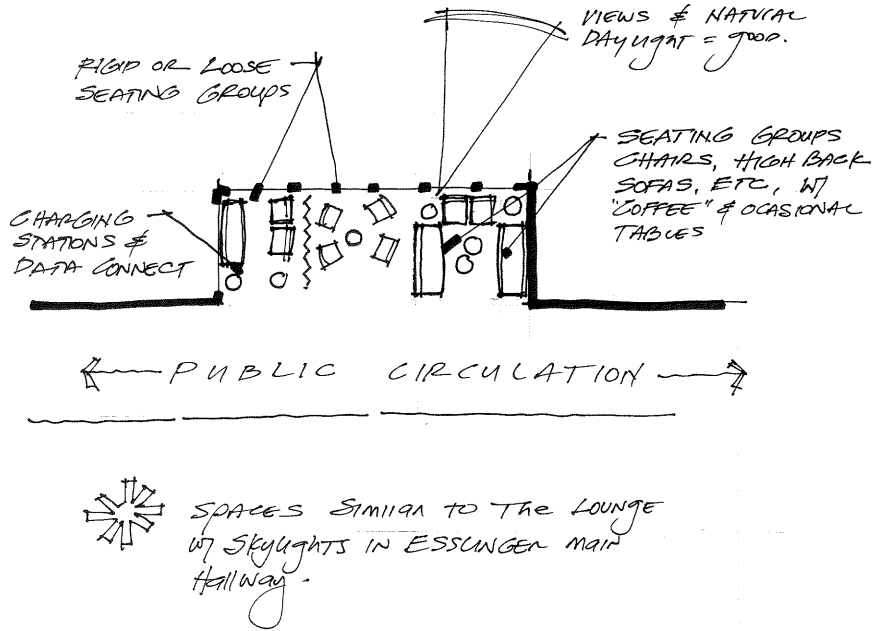 VIEWS & NATURAL
DAYLIGHT = good.
RIGID OR LOOSE
SEATING GROUPS
SEATING GROUPS
CHAIRS, HIGH BACK
SOFAS, ETC, W/
"COFFEE" & OCASIONAL
TABLES
CHARGING
STATIONS &
DATA CONNECT
PUBLIC CIRCULATION
SPACES SIMILAR TO THE LOUNGE
W/ SKYLIGHTS IN ESSLINGER MAIN
HALLWAY.